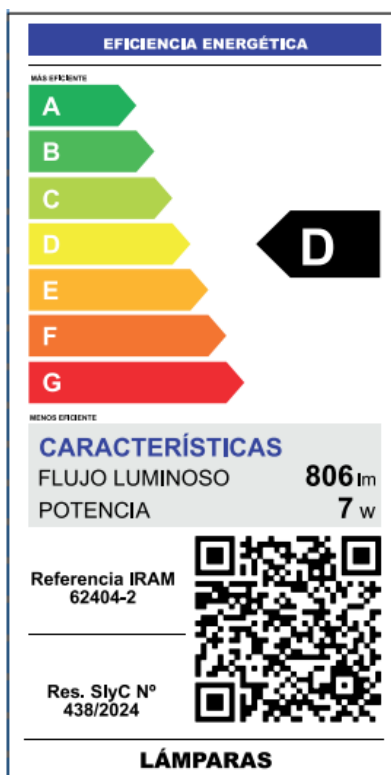 EFICIENCIA ENERGÉTICA
MÁS EFICIENTE
A
B
C
D
D
E
F
G
MENOS EFICIENTE
CARACTERÍSTICAS
FLUJO LUMINOSO 806 lm
POTENCIA 7 w
Referencia IRAM
62404-2
Res. SIyC Nº
438/2024
LÁMPARAS